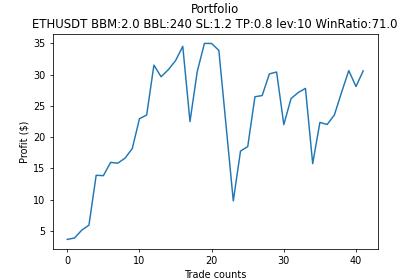 Portfolio
ETHUSDT BBM:2.0 BBL:240 SL:1.2 TP:0.8 lev:10 WinRatio:71.0
Profit ($)
35
30
25
20
15
10
5
0 10 20 30 40
Trade counts